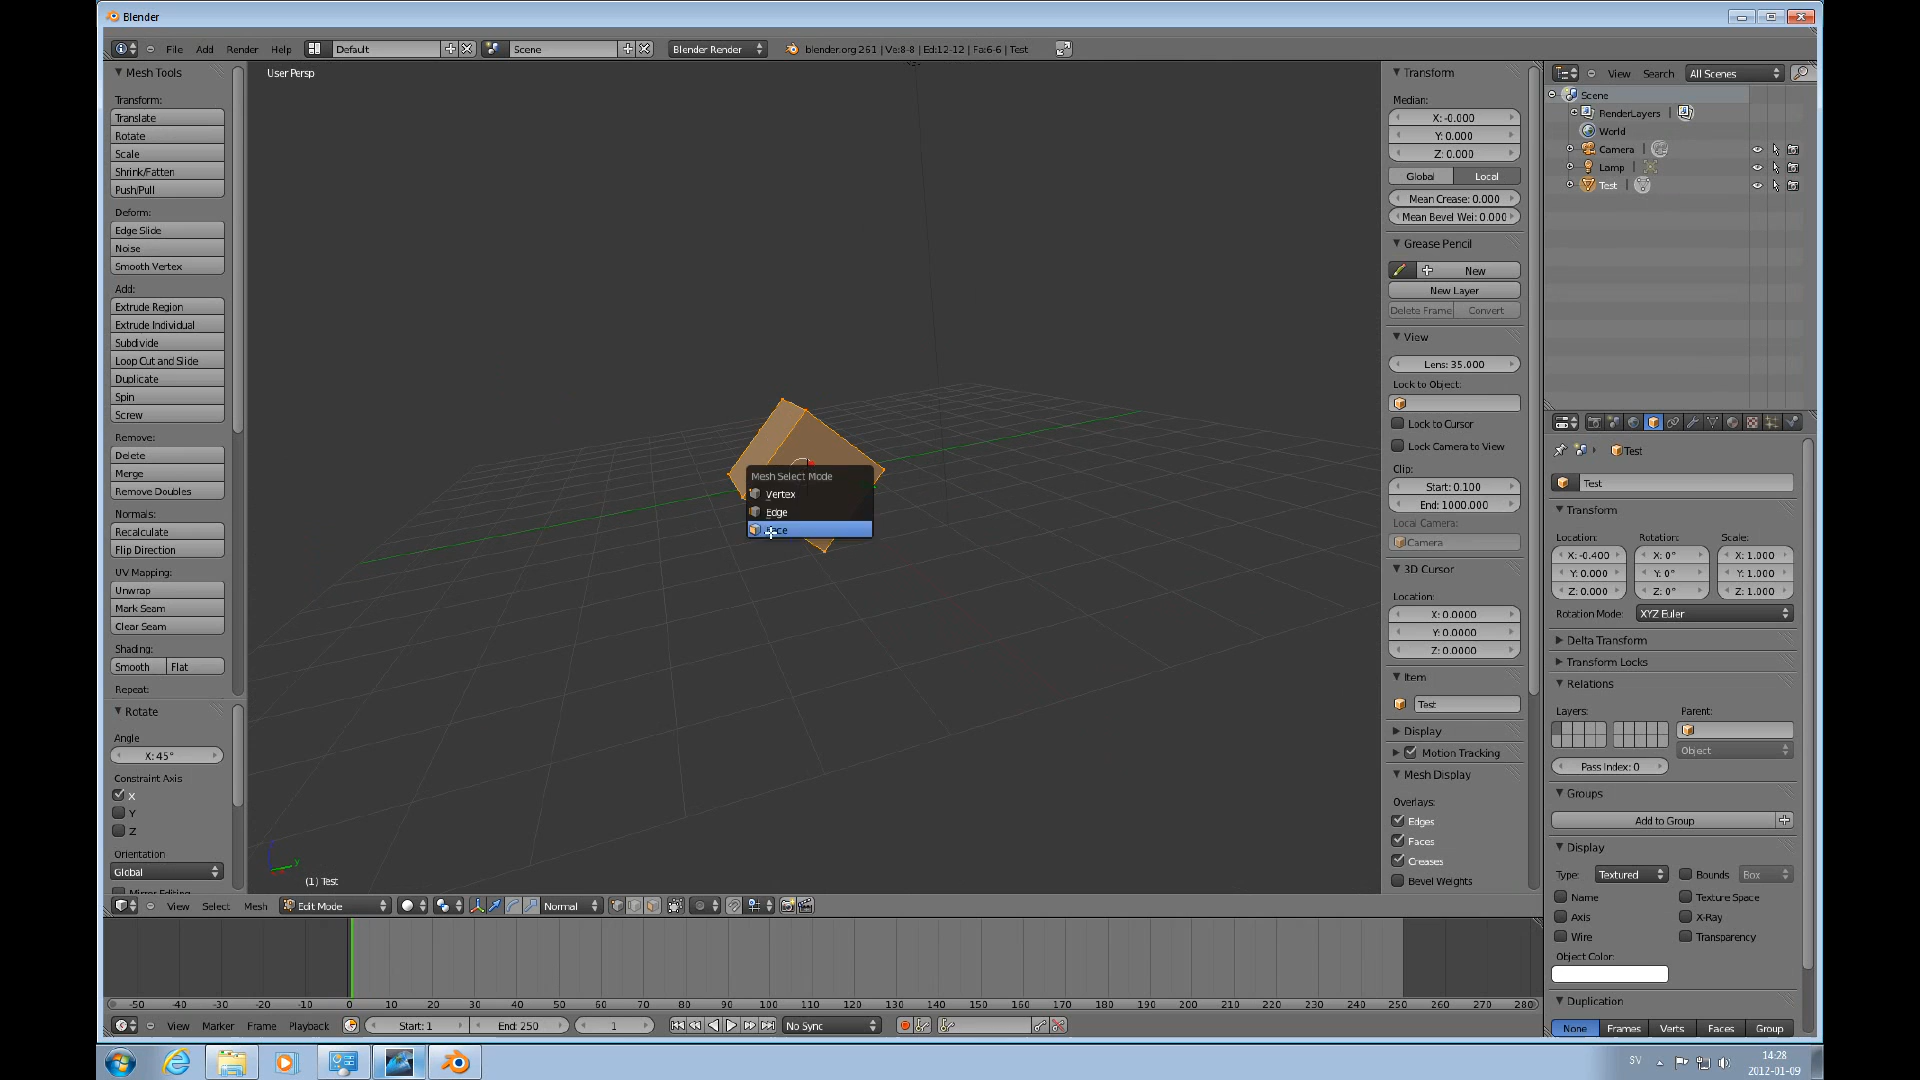 Blender
File Add Render Help Default Scene Blender Render blender.org 261 | Ve:8-8 | Ed:12-12 | Fa:6-6 | Test
Mesh Tools
Transform:
Translate
Rotate
Scale
Shrink/Fatten
Push/Pull
Deform:
Edge Slide
Noise
Smooth Vertex
Add:
Extrude Region
Extrude Individual
Subdivide
Loop Cut and Slide
Duplicate
Spin
Screw
Remove:
Delete
Merge
Remove Doubles
Normals:
Recalculate
Flip Direction
UV Mapping:
Unwrap
Mark Seam
Clear Seam
Shading:
Smooth Flat
Repeat:
Rotate
Angle
X: 45°
Constraint Axis
X
Y
Z
Orientation
Global
User Persp
Mesh Select Mode
Vertex
Edge
y
(1) Test
Transform
Median:
X: -0.000
Y: 0.000
Z: 0.000
Global Local
Mean Crease: 0.000
Mean Bevel Wei: 0.000
Grease Pencil
New
New Layer
Delete Frame Convert
View
Lens: 35.000
Lock to Object:
Lock to Cursor
Lock Camera to View
Clip:
Start: 0.100
End: 1000.000
Local Camera:
Camera
3D Cursor
Location:
X: 0.0000
Y: 0.0000
Z: 0.0000
Item
Test
Display
Motion Tracking
Mesh Display
Overlays:
Edges
Faces
Creases
Bevel Weights
View Search All Scenes
Scene
RenderLayers |
World
Camera |
Lamp |
Test |
Test
Test
Transform
Location: Rotation: Scale:
X: -0.400 X: 0° X: 1.000
Y: 0.000 Y: 0° Y: 1.000
Z: 0.000 Z: 0° Z: 1.000
Rotation Mode: XYZ Euler
Delta Transform
Transform Locks
Relations
Layers: Parent:
Object
Pass Index: 0
Groups
Add to Group
Display
Type: Textured Bounds Box
Name Texture Space
Axis X-Ray
Wire Transparency
Object Color:
Duplication
None Frames Verts Faces Group
View Select Mesh Edit Mode Normal
-50 -40 -30 -20 -10 0 10 20 30 40 50 60 70 80 90 100 110 120 130 140 150 160 170 180 190 200 210 220 230 240 250 260 270 280
View Marker Frame Playback Start: 1 End: 250 1 No Sync
SV 14:28
2012-01-09